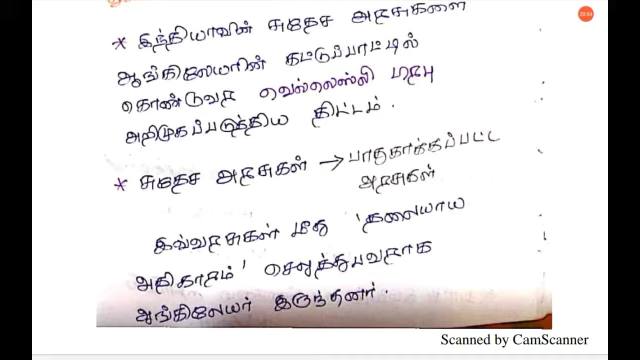 * இந்தியாவின் சுதேச அரசுகளை
ஆங்கிலேயரின் கட்டுப்பாட்டில்
கொண்டுவர வெல்லெஸ்லி பிரபு
அறிமுகப்படுத்திய திட்டம்.
* சுதேச அரசுகள் → பாதுகாக்கப்பட்ட
அரசுகள்
இவ்வரசுகள் மீது 'தலையாய
அதிகாரம்' செலுத்துபவராக
ஆங்கிலேயர் இருந்தனர்.
Scanned by CamScanner